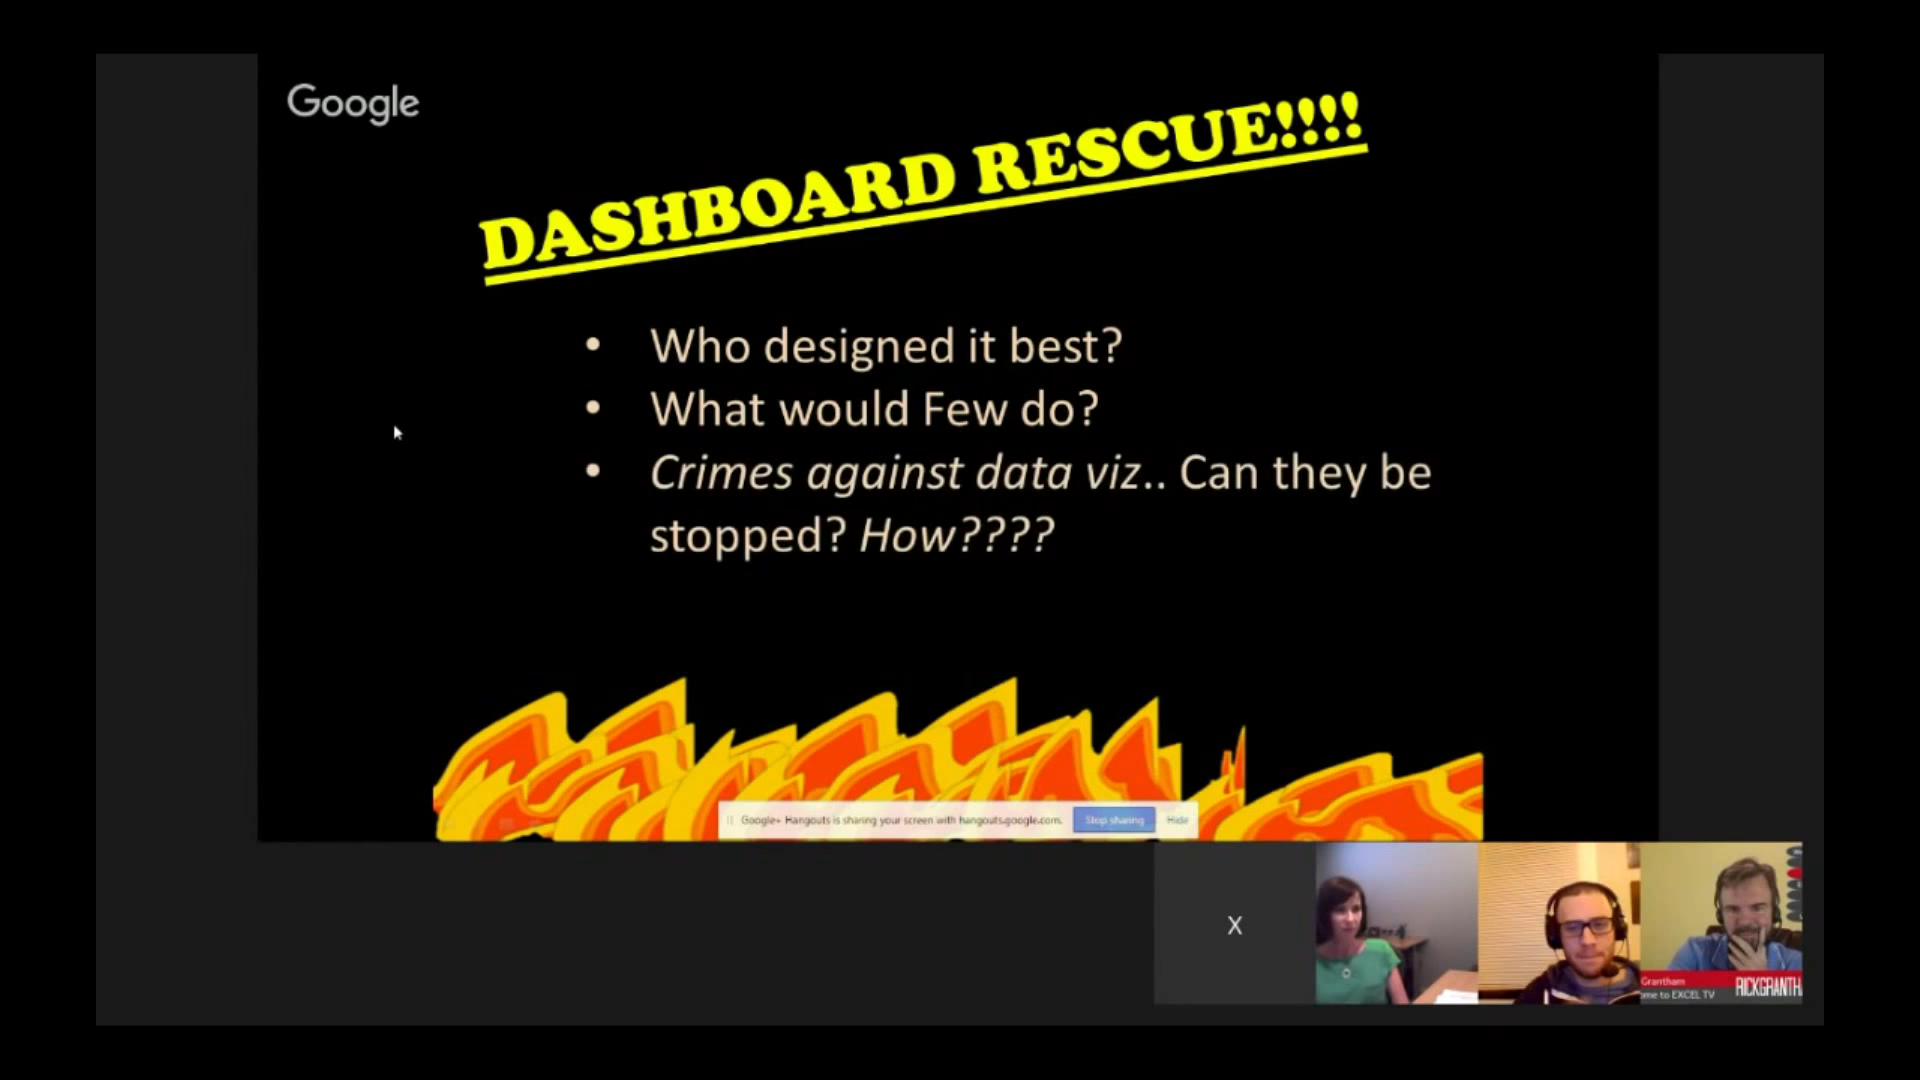 Google
DASHBOARD RESCUE!!!!
• Who designed it best?
• What would Few do?
• Crimes against data viz.. Can they be
stopped? How????
Google+ Hangouts is sharing your screen with hangouts.google.com. Stop sharing Hide
X
Grantham
ome to EXCEL TV
RICKGRANTH